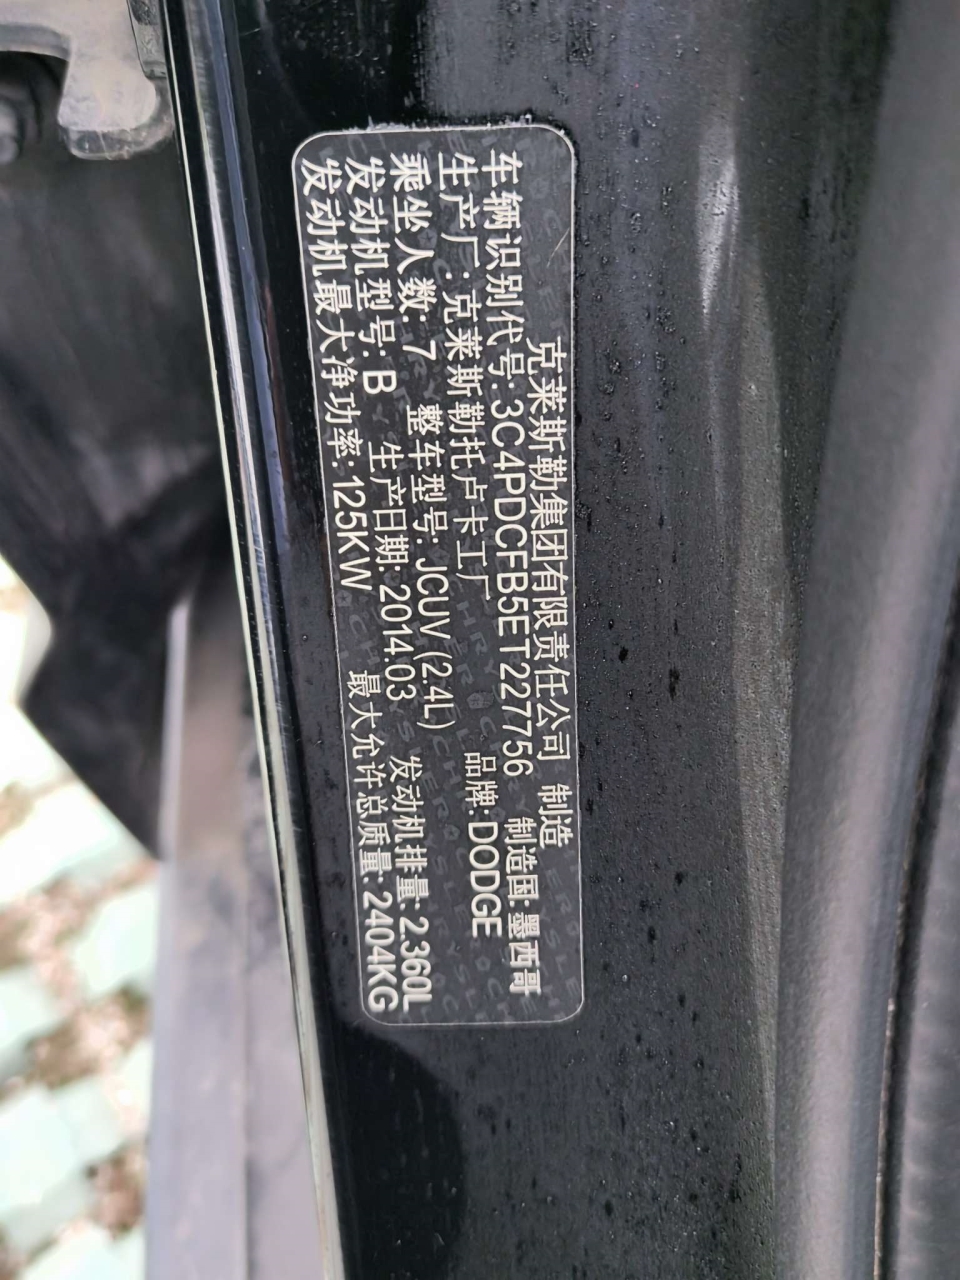 克莱斯勒集团有限责任公司 制造
车辆识别代号: 3C4PDCFB5ET227756 制造国: 墨西哥
生产厂: 克莱斯勒托卢卡工厂 品牌: DODGE
乘坐人数: 7 整车型号: JCUV (2.4L) 发动机排量: 2.360L
发动机型号: B 生产日期: 2014.03 最大允许总质量: 2404KG
发动机最大净功率: 125KW